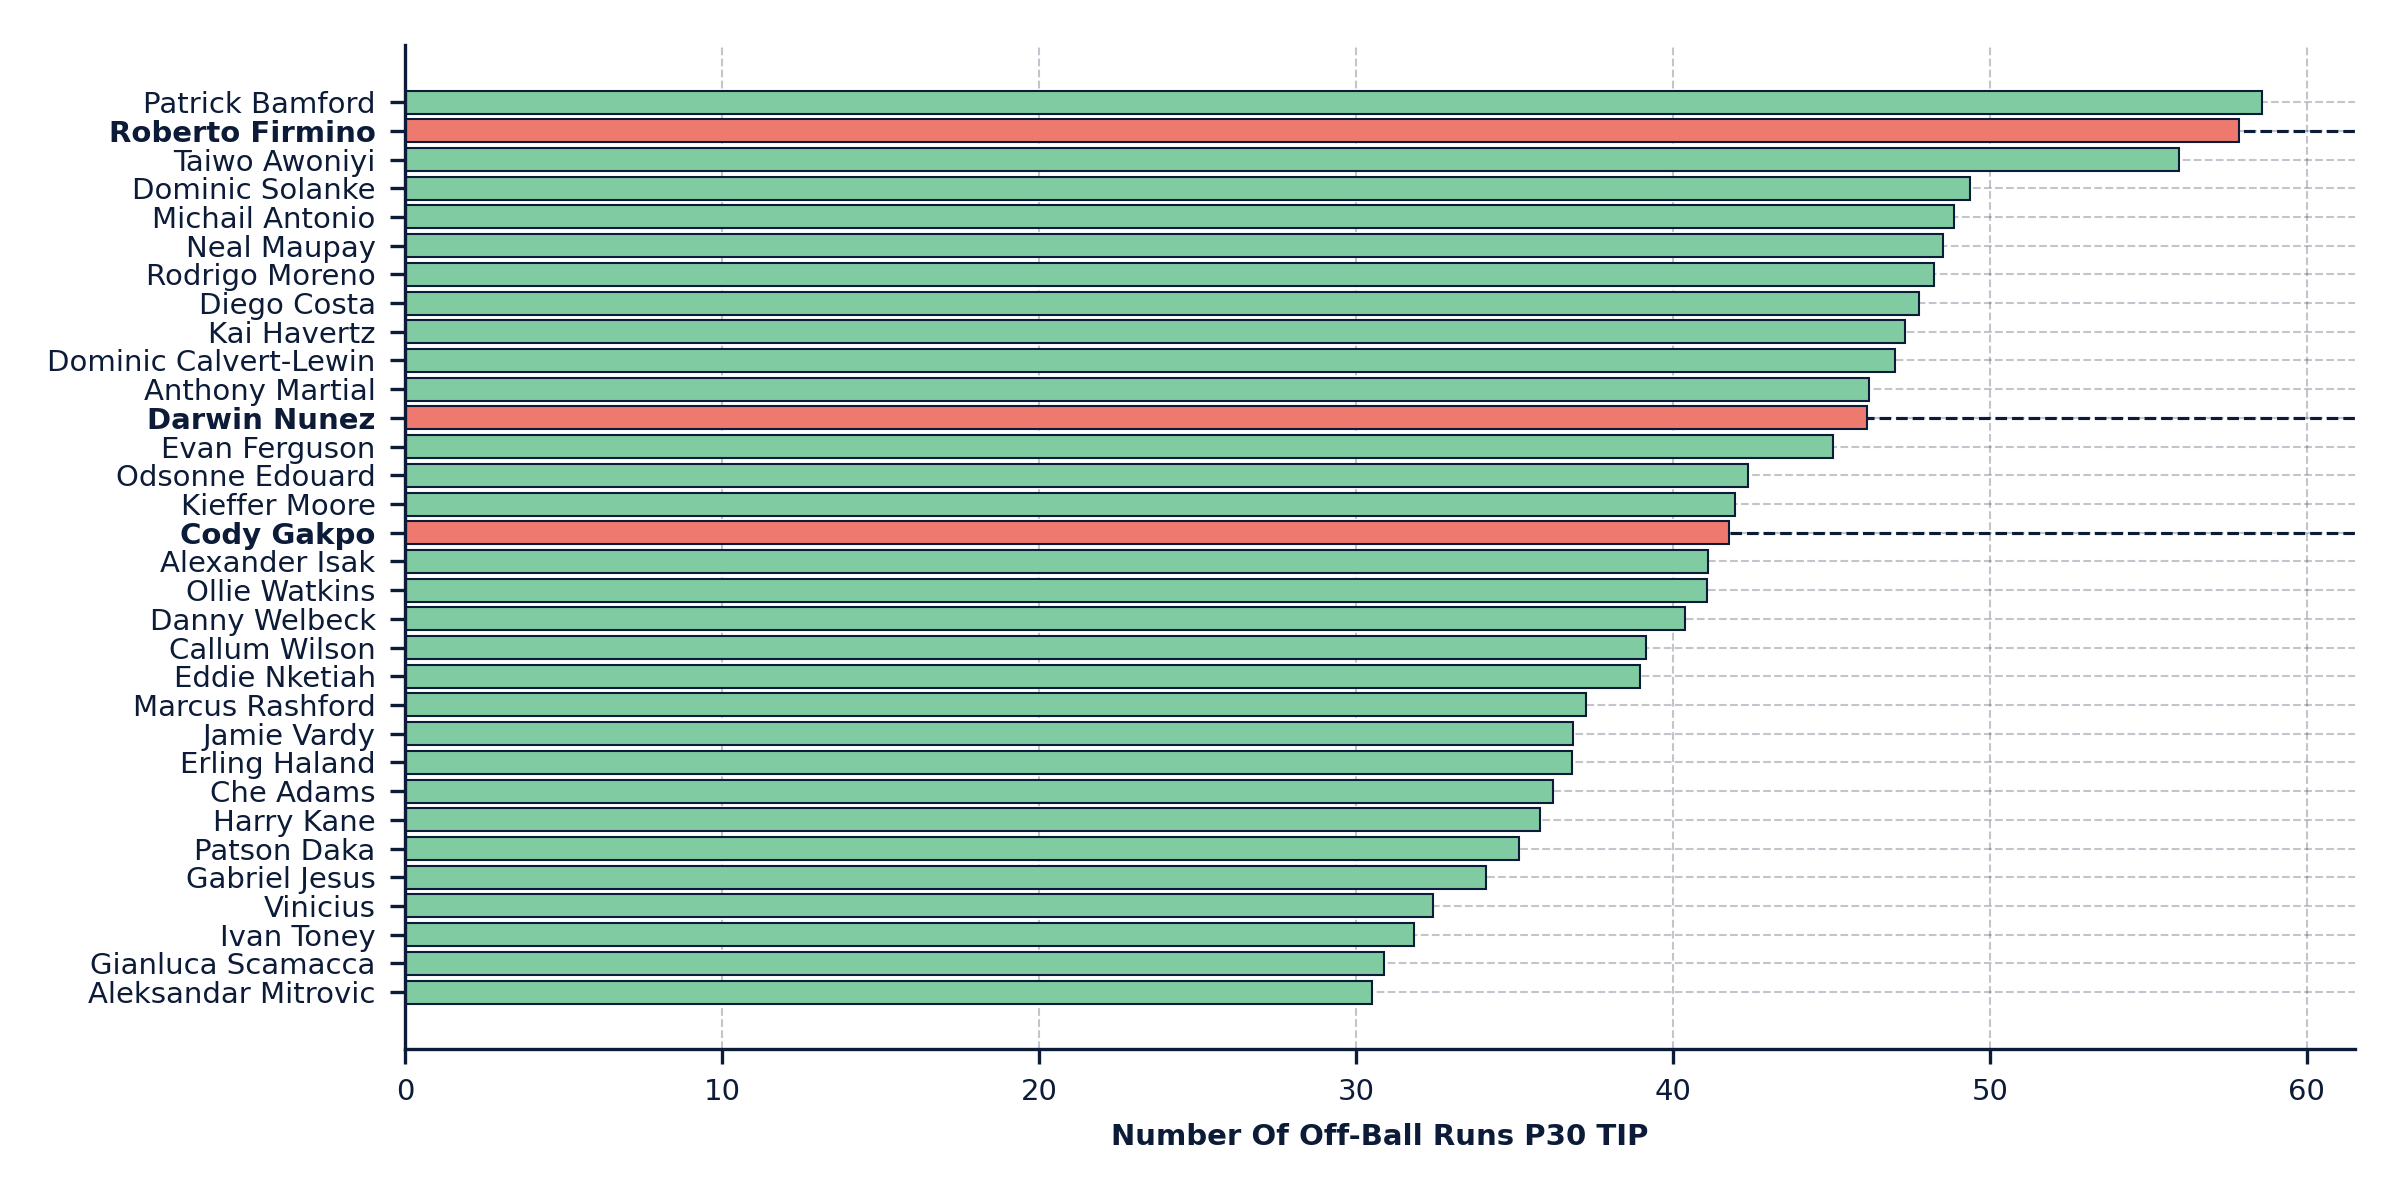 Patrick Bamford
Roberto Firmino
Taiwo Awoniyi
Dominic Solanke
Michail Antonio
Neal Maupay
Rodrigo Moreno
Diego Costa
Kai Havertz
Dominic Calvert-Lewin
Anthony Martial
Darwin Nunez
Evan Ferguson
Odsonne Edouard
Kieffer Moore
Cody Gakpo
Alexander Isak
Ollie Watkins
Danny Welbeck
Callum Wilson
Eddie Nketiah
Marcus Rashford
Jamie Vardy
Erling Haland
Che Adams
Harry Kane
Patson Daka
Gabriel Jesus
Vinicius
Ivan Toney
Gianluca Scamacca
Aleksandar Mitrovic
0 10 20 30 40 50 60
Number Of Off-Ball Runs P30 TIP